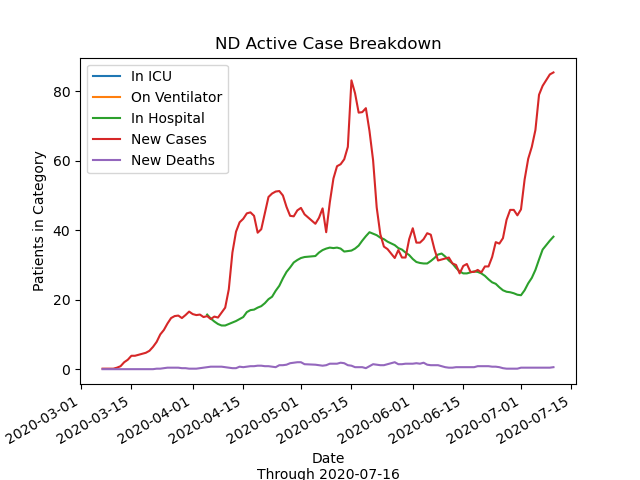 ND Active Case Breakdown
In ICU
On Ventilator
In Hospital
New Cases
New Deaths
Patients in Category
80
60
40
20
0
2020-03-01
2020-03-15
2020-04-01
2020-04-15
2020-05-01
2020-05-15
2020-06-01
2020-06-15
2020-07-01
2020-07-15
Date
Through 2020-07-16